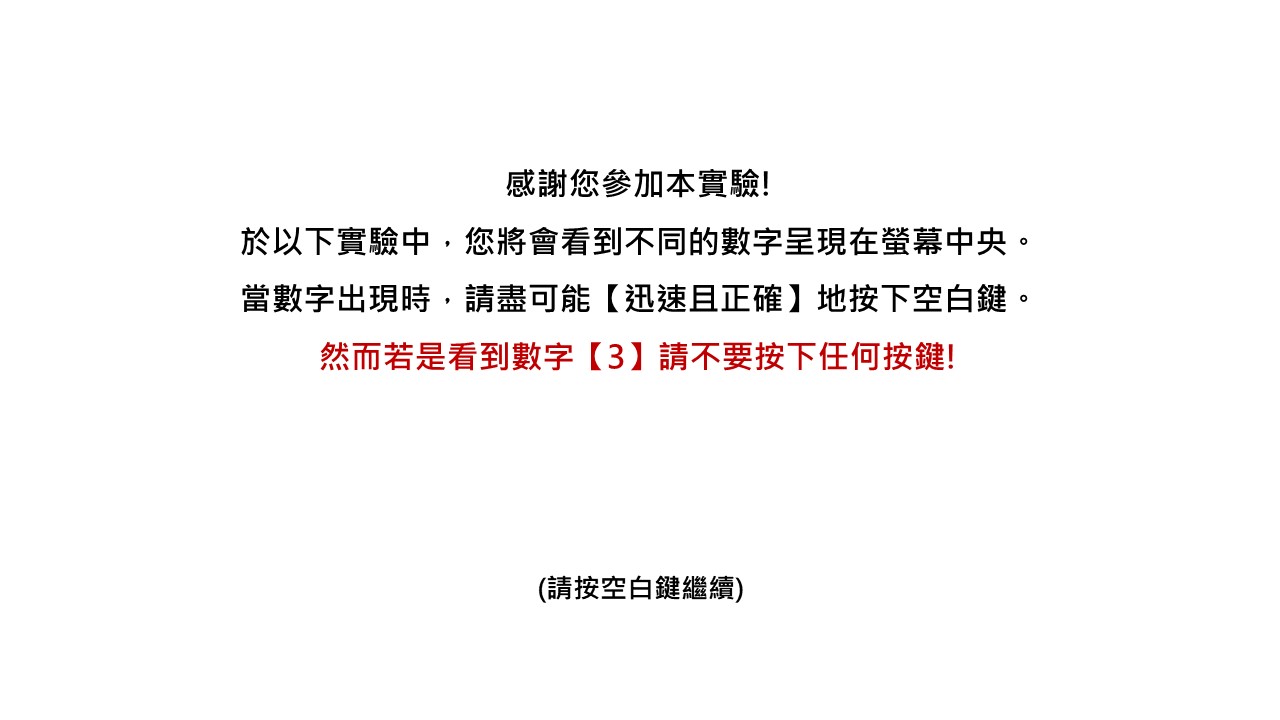 感謝您參加本實驗!
於以下實驗中，您將會看到不同的數字呈現在螢幕中央。
當數字出現時，請盡可能【迅速且正確】地按下空白鍵。
然而若是看到數字【3】請不要按下任何按鍵!
(請按空白鍵繼續)